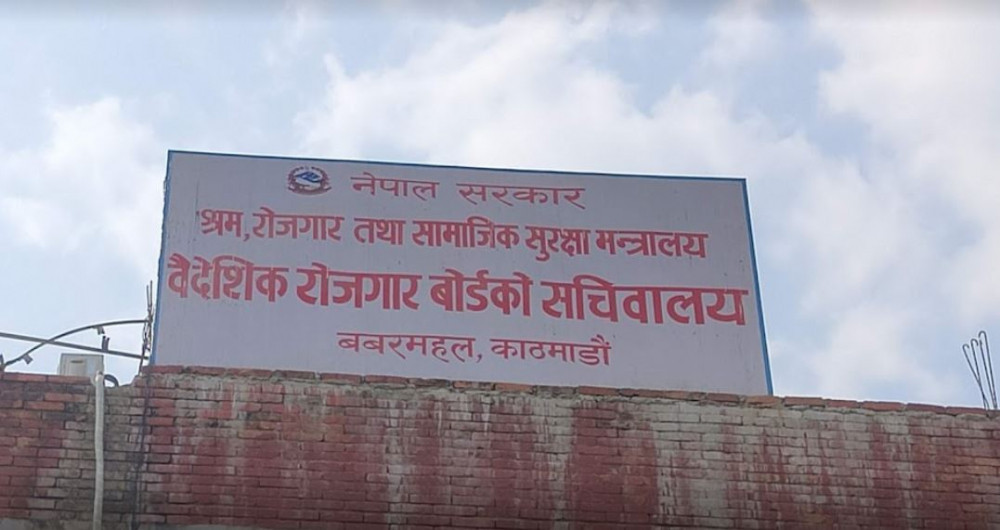 नेपाल सरकार
श्रम, रोजगार तथा सामाजिक सुरक्षा मन्त्रालय
वैदेशिक रोजगार बोर्डको सचिवालय
बबरमहल, काठमाडौं